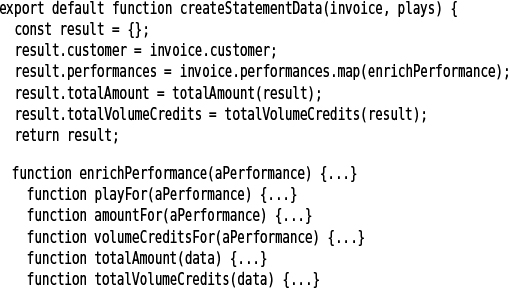 export default function createStatementData(invoice, plays) {
const result = {};
result.customer = invoice.customer;
result.performances = invoice.performances.map(enrichPerformance);
result.totalAmount = totalAmount(result);
result.totalVolumeCredits = totalVolumeCredits(result);
return result;
function enrichPerformance(aPerformance) {...}
function playFor(aPerformance) {...}
function amountFor(aPerformance) {...}
function volumeCreditsFor(aPerformance) {...}
function totalAmount(data) {...}
function totalVolumeCredits(data) {...}